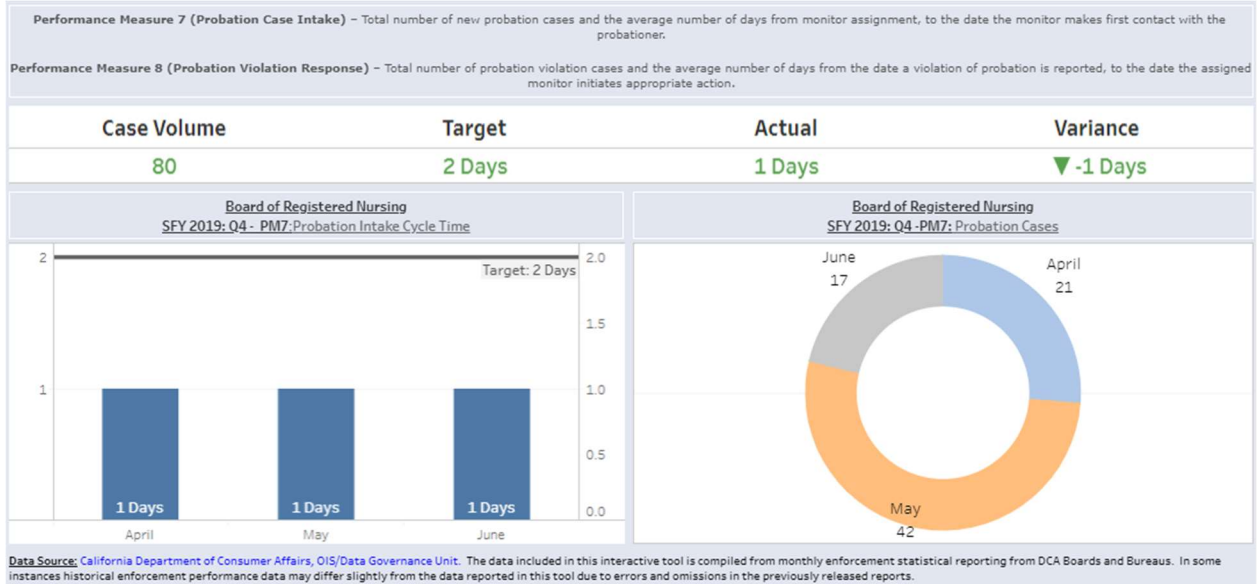 Performance Measure 7 (Probation Case Intake) – Total number of new probation cases and the average number of days from monitor assignment, to the date the monitor makes first contact with the
probationer.
Performance Measure 8 (Probation Violation Response) – Total number of probation violation cases and the average number of days from the date a violation of probation is reported, to the date the assigned
monitor initiates appropriate action.
Case Volume Target Actual Variance
80 2 Days 1 Days ▼ -1 Days
Board of Registered Nursing
SFY 2019: Q4 - PM7:Probation Intake Cycle Time
2 2.0
Target: 2 Days
1.5
1 1.0
0.5
1 Days 1 Days 1 Days
0.0
April May June
Board of Registered Nursing
SFY 2019: Q4 -PM7: Probation Cases
June
17
April
21
May
42
Data Source: California Department of Consumer Affairs, OIS/Data Governance Unit. The data included in this interactive tool is compiled from monthly enforcement statistical reporting from DCA Boards and Bureaus. In some
instances historical enforcement performance data may differ slightly from the data reported in this tool due to errors and omissions in the previously released reports.